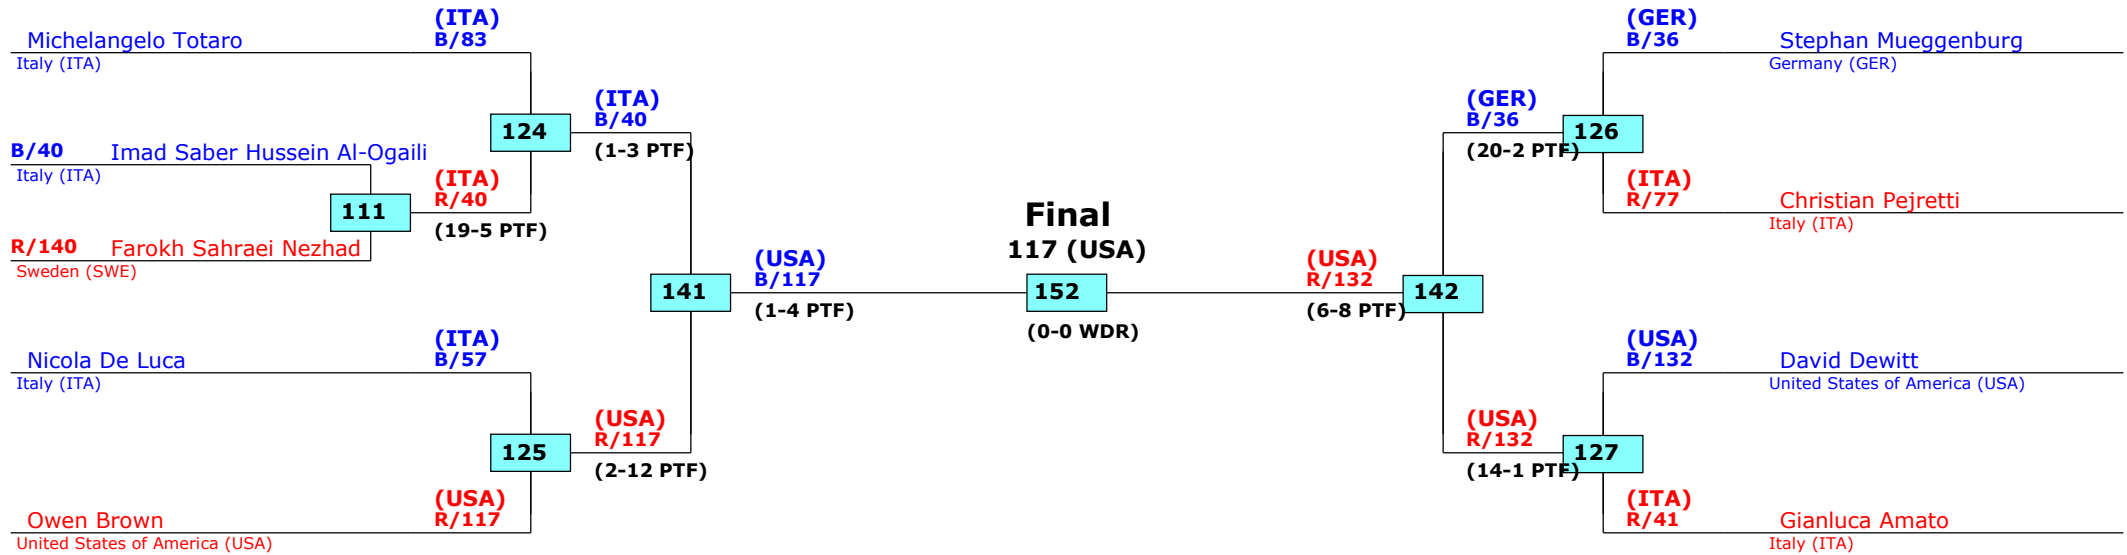 (ITA)
B/83
Michelangelo Totaro
Italy (ITA)
124
(ITA)
B/40
(1-3 PTF)
B/40 Imad Saber Hussein Al-Ogaili
Italy (ITA)
111
(ITA)
R/40
(19-5 PTF)
R/140 Farokh Sahraei Nezhad
Sweden (SWE)
141
(USA)
B/117
(1-4 PTF)
(ITA)
B/57
Nicola De Luca
Italy (ITA)
125
(USA)
R/117
(2-12 PTF)
(USA)
R/117
Owen Brown
United States of America (USA)
Final
117 (USA)
152
(0-0 WDR)
(GER)
B/36
Stephan Mueggenburg
Germany (GER)
(GER)
B/36
(20-2 PTF)
126
(ITA)
R/77
Christian Pejretti
Italy (ITA)
(USA)
R/132
(6-8 PTF)
142
(USA)
B/132
David Dewitt
United States of America (USA)
(USA)
R/132
(14-1 PTF)
127
(ITA)
R/41
Gianluca Amato
Italy (ITA)